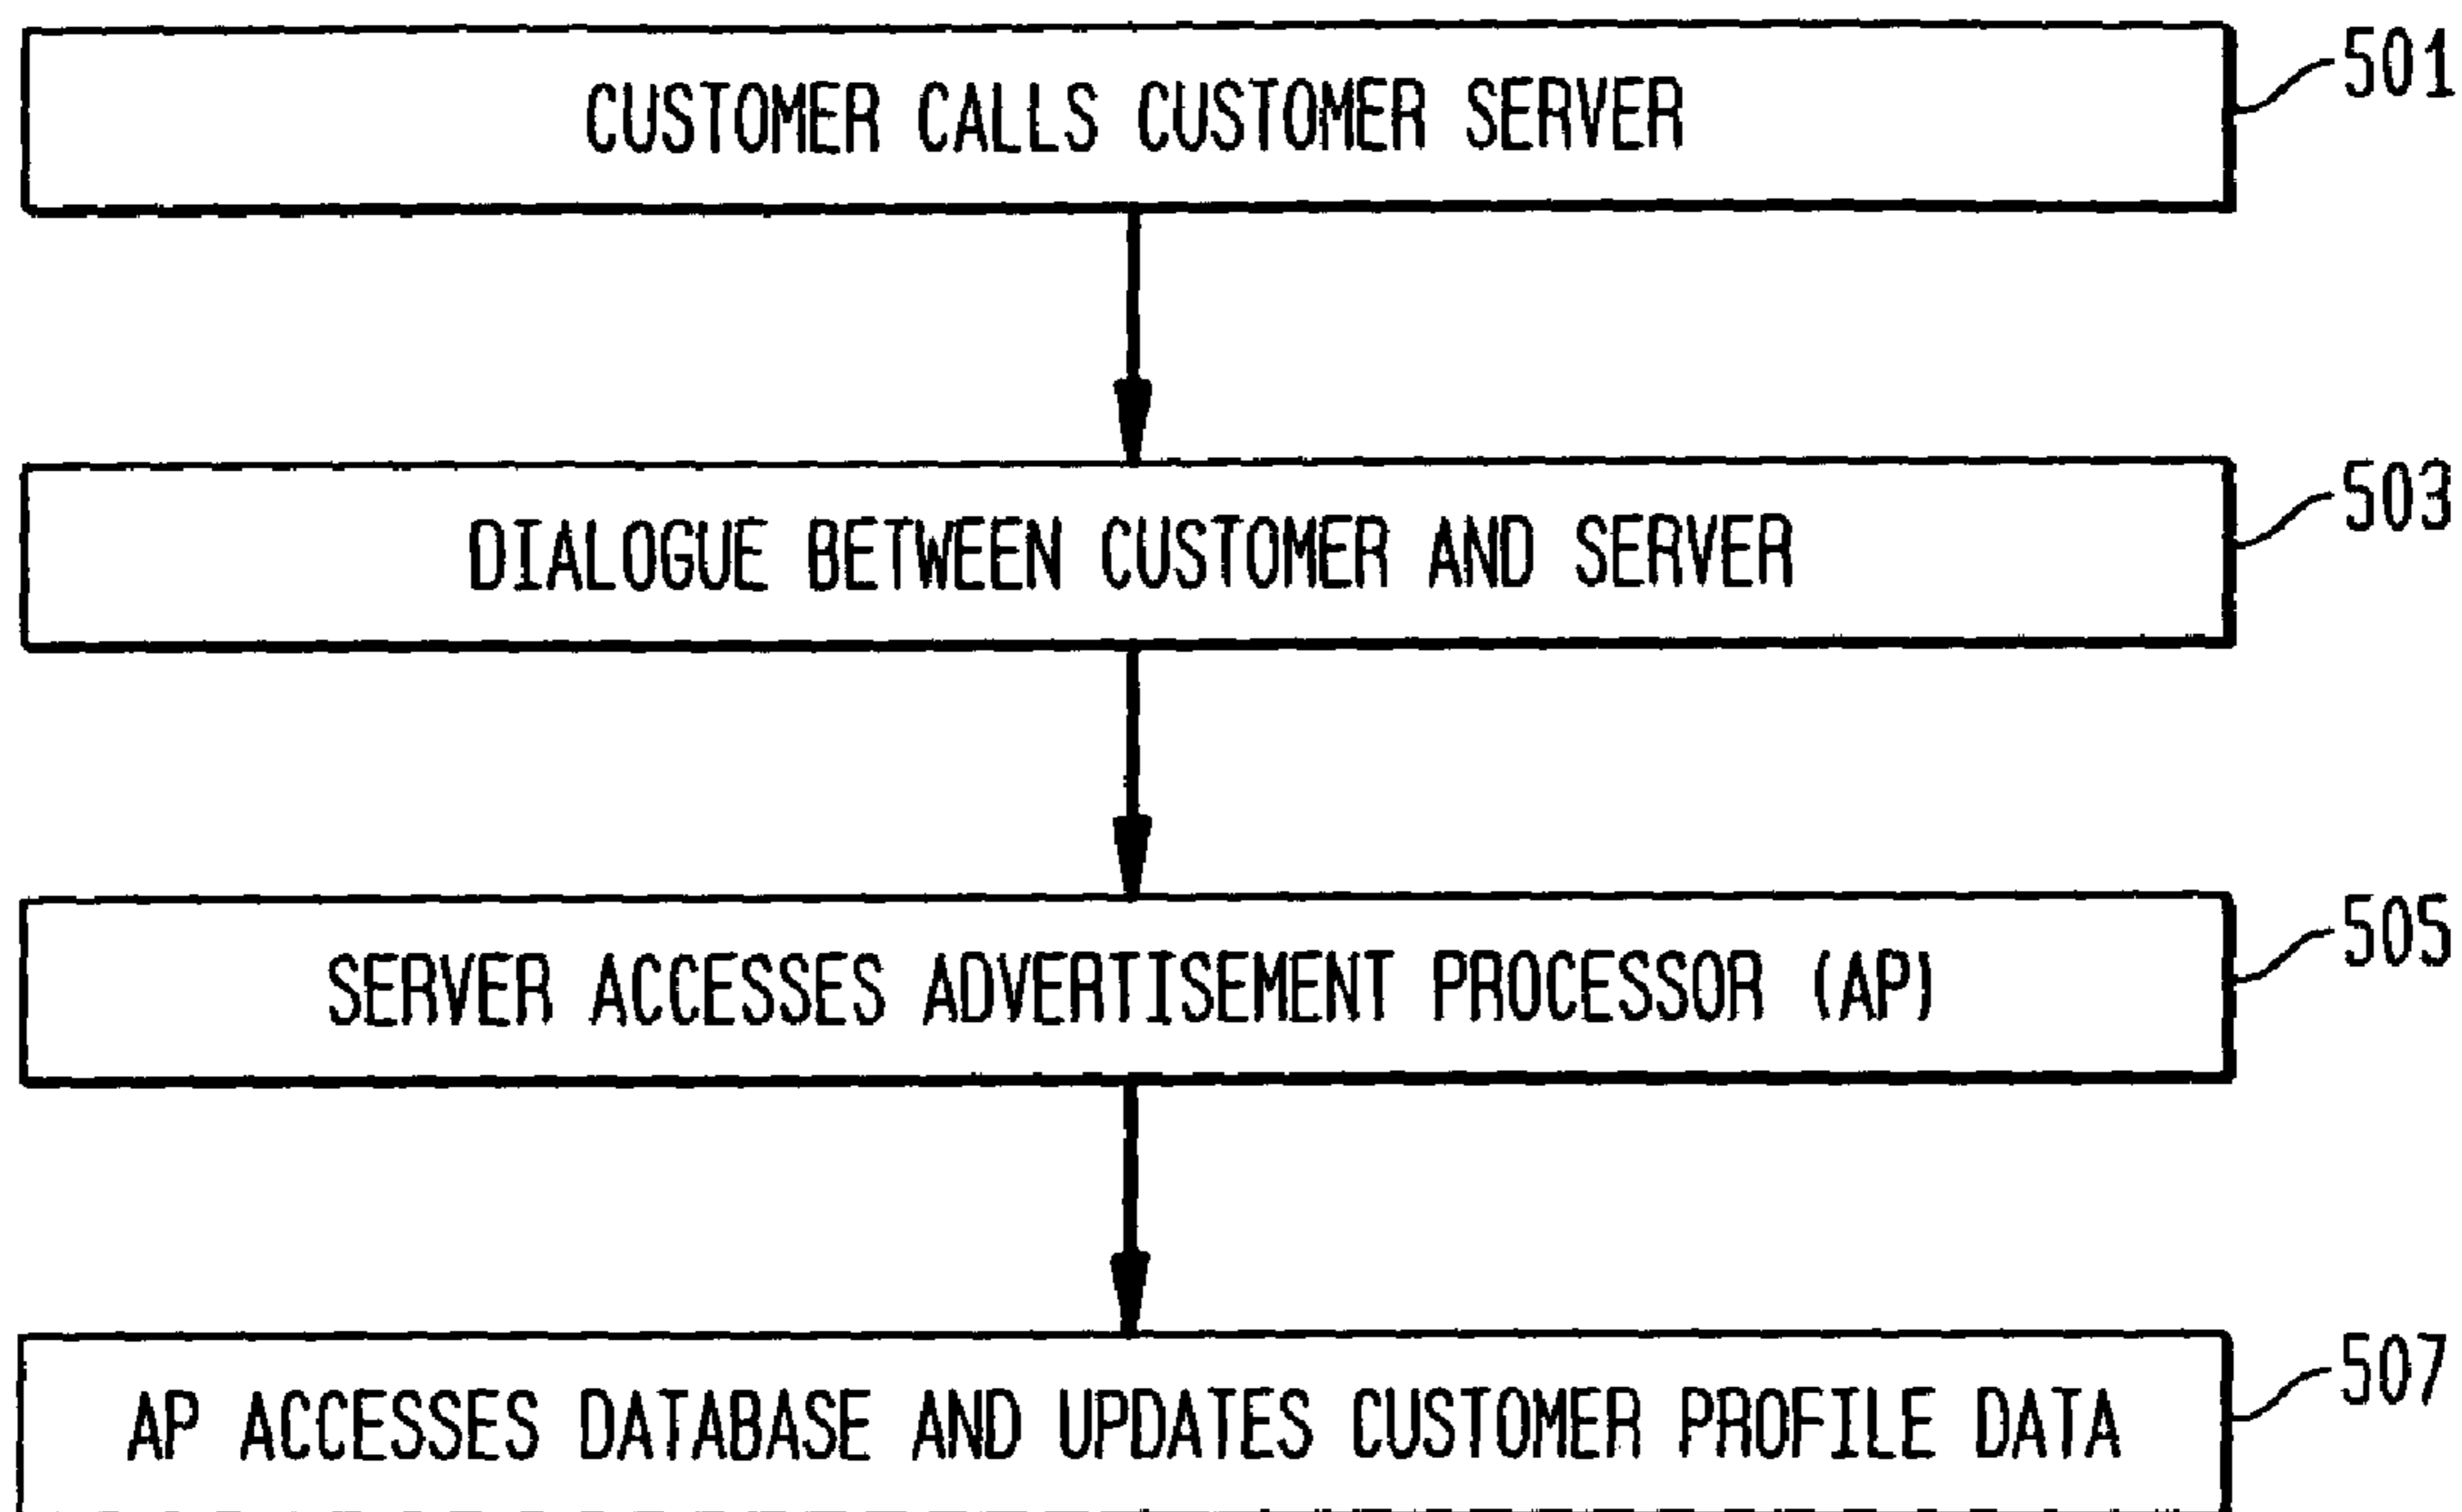 CUSTOMER CALLS CUSTOMER SERVER
501
DIALOGUE BETWEEN CUSTOMER AND SERVER
503
SERVER ACCESSES ADVERTISEMENT PROCESSOR (AP)
505
AP ACCESSES DATABASE AND UPDATES CUSTOMER PROFILE DATA
507